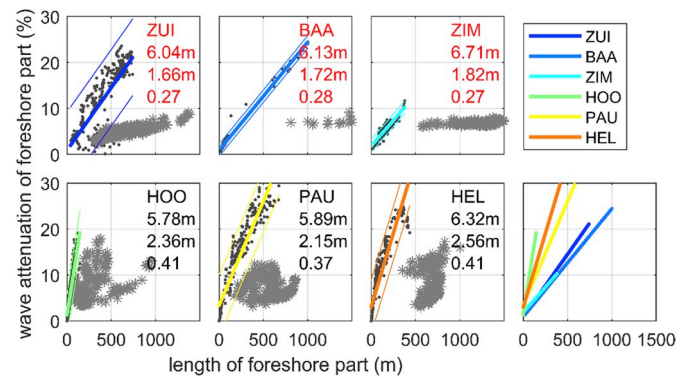 wave attenuation of foreshore part (%)
30
20
10
0
ZUI
6.04m
1.66m
0.27
BAA
6.13m
1.72m
0.28
ZIM
6.71m
1.82m
0.27
ZUI
BAA
ZIM
HOO
PAU
HEL
30
20
10
0
HOO
5.78m
2.36m
0.41
PAU
5.89m
2.15m
0.37
HEL
6.32m
2.56m
0.41
0 500 1000
0 500 1000
0 500 1000
0 500 1000 1500
length of foreshore part (m)